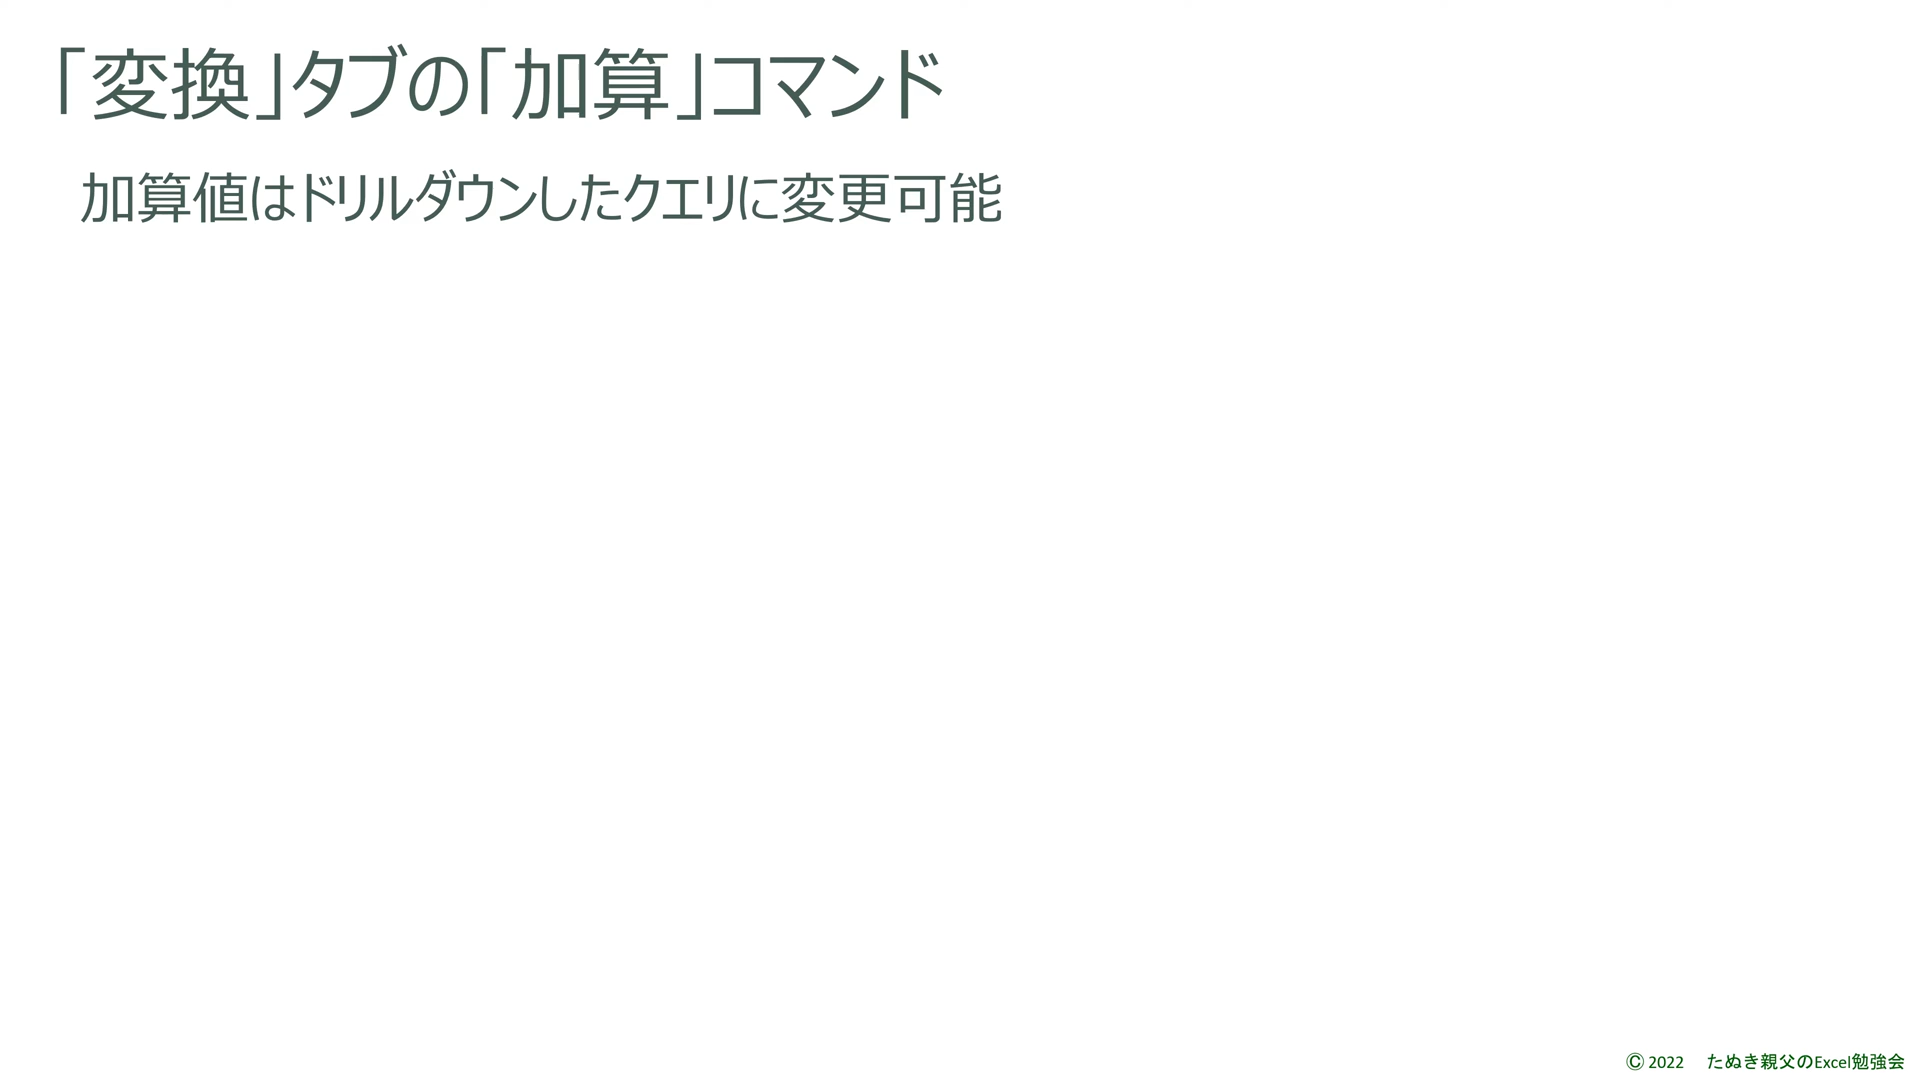 「変換」タブの「加算」コマンド
加算値はドリルダウンしたクエリに変更可能
Ⓒ 2022　たぬき親父のExcel勉強会